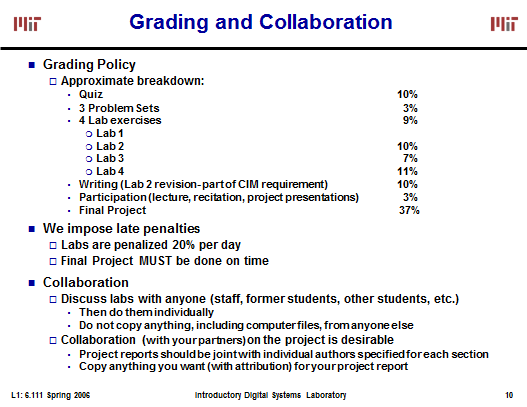 MIT
Grading and Collaboration
MIT
Grading Policy
Approximate breakdown:
Quiz 10%
3 Problem Sets 3%
4 Lab exercises 9%
Lab 1
Lab 2 10%
Lab 3 7%
Lab 4 11%
Writing (Lab 2 revision- part of CIM requirement) 10%
Participation (lecture, recitation, project presentations) 3%
Final Project 37%
We impose late penalties
Labs are penalized 20% per day
Final Project MUST be done on time
Collaboration
Discuss labs with anyone (staff, former students, other students, etc.)
Then do them individually
Do not copy anything, including computer files, from anyone else
Collaboration (with your partners) on the project is desirable
Project reports should be joint with individual authors specified for each section
Copy anything you want (with attribution) for your project report
L1: 6.111 Spring 2006 Introductory Digital Systems Laboratory 10